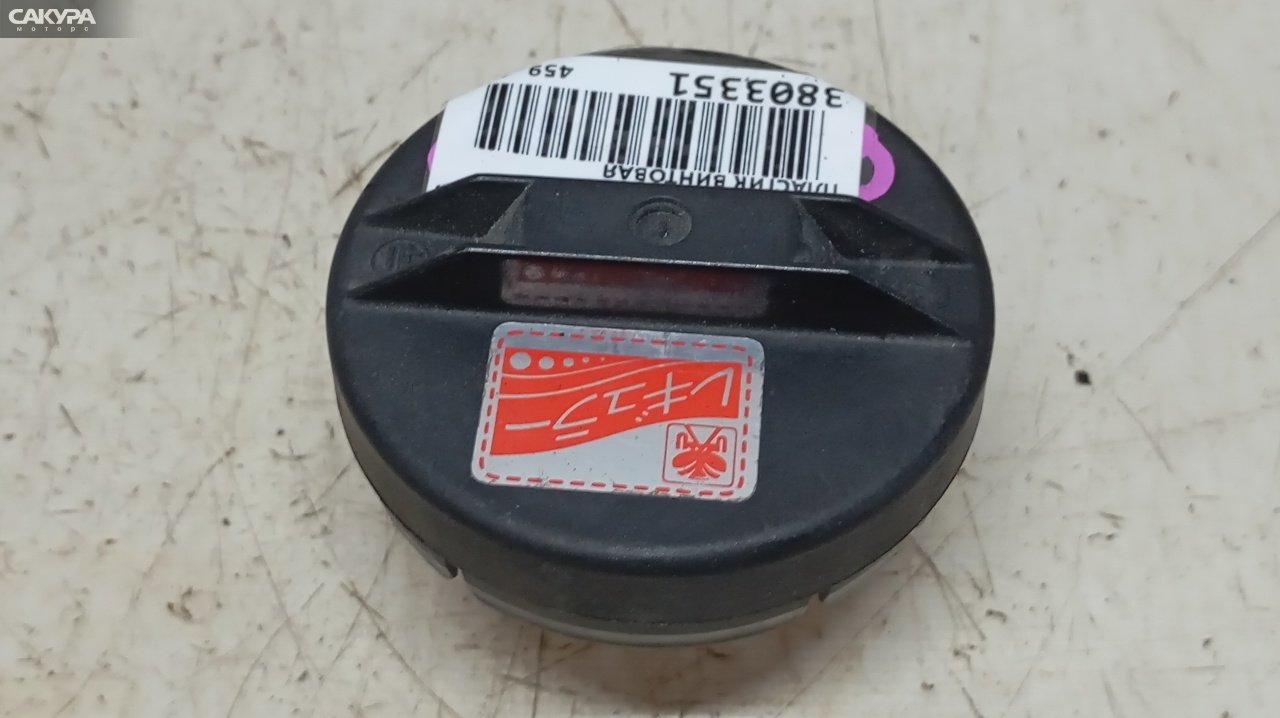 САКУРА
моторс
459
3803351
ПЛАСТИК ВИНТОВАЯ
レギュラー